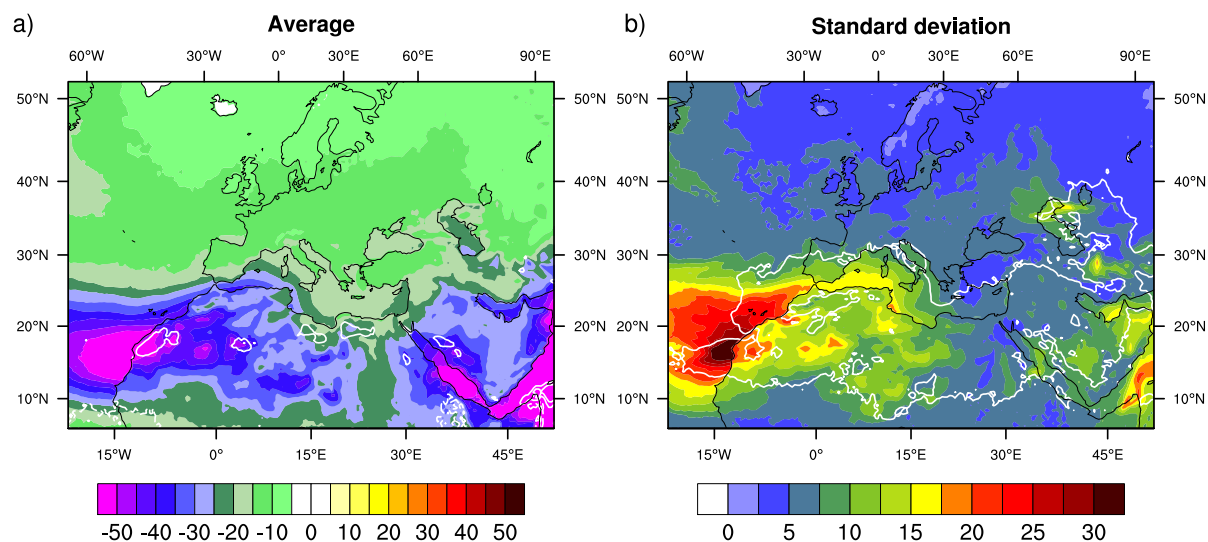 a) Average
b) Standard deviation
60°W 30°W 0° 30°E 60°E 90°E
60°W 30°W 0° 30°E 60°E 90°E
50°N 50°N
50°N 50°N
40°N 40°N
40°N 40°N
30°N 30°N
30°N 30°N
20°N 20°N
20°N 20°N
10°N 10°N
10°N 10°N
15°W 0° 15°E 30°E 45°E
15°W 0° 15°E 30°E 45°E
-50 -40 -30 -20 -10 0 10 20 30 40 50
0 5 10 15 20 25 30